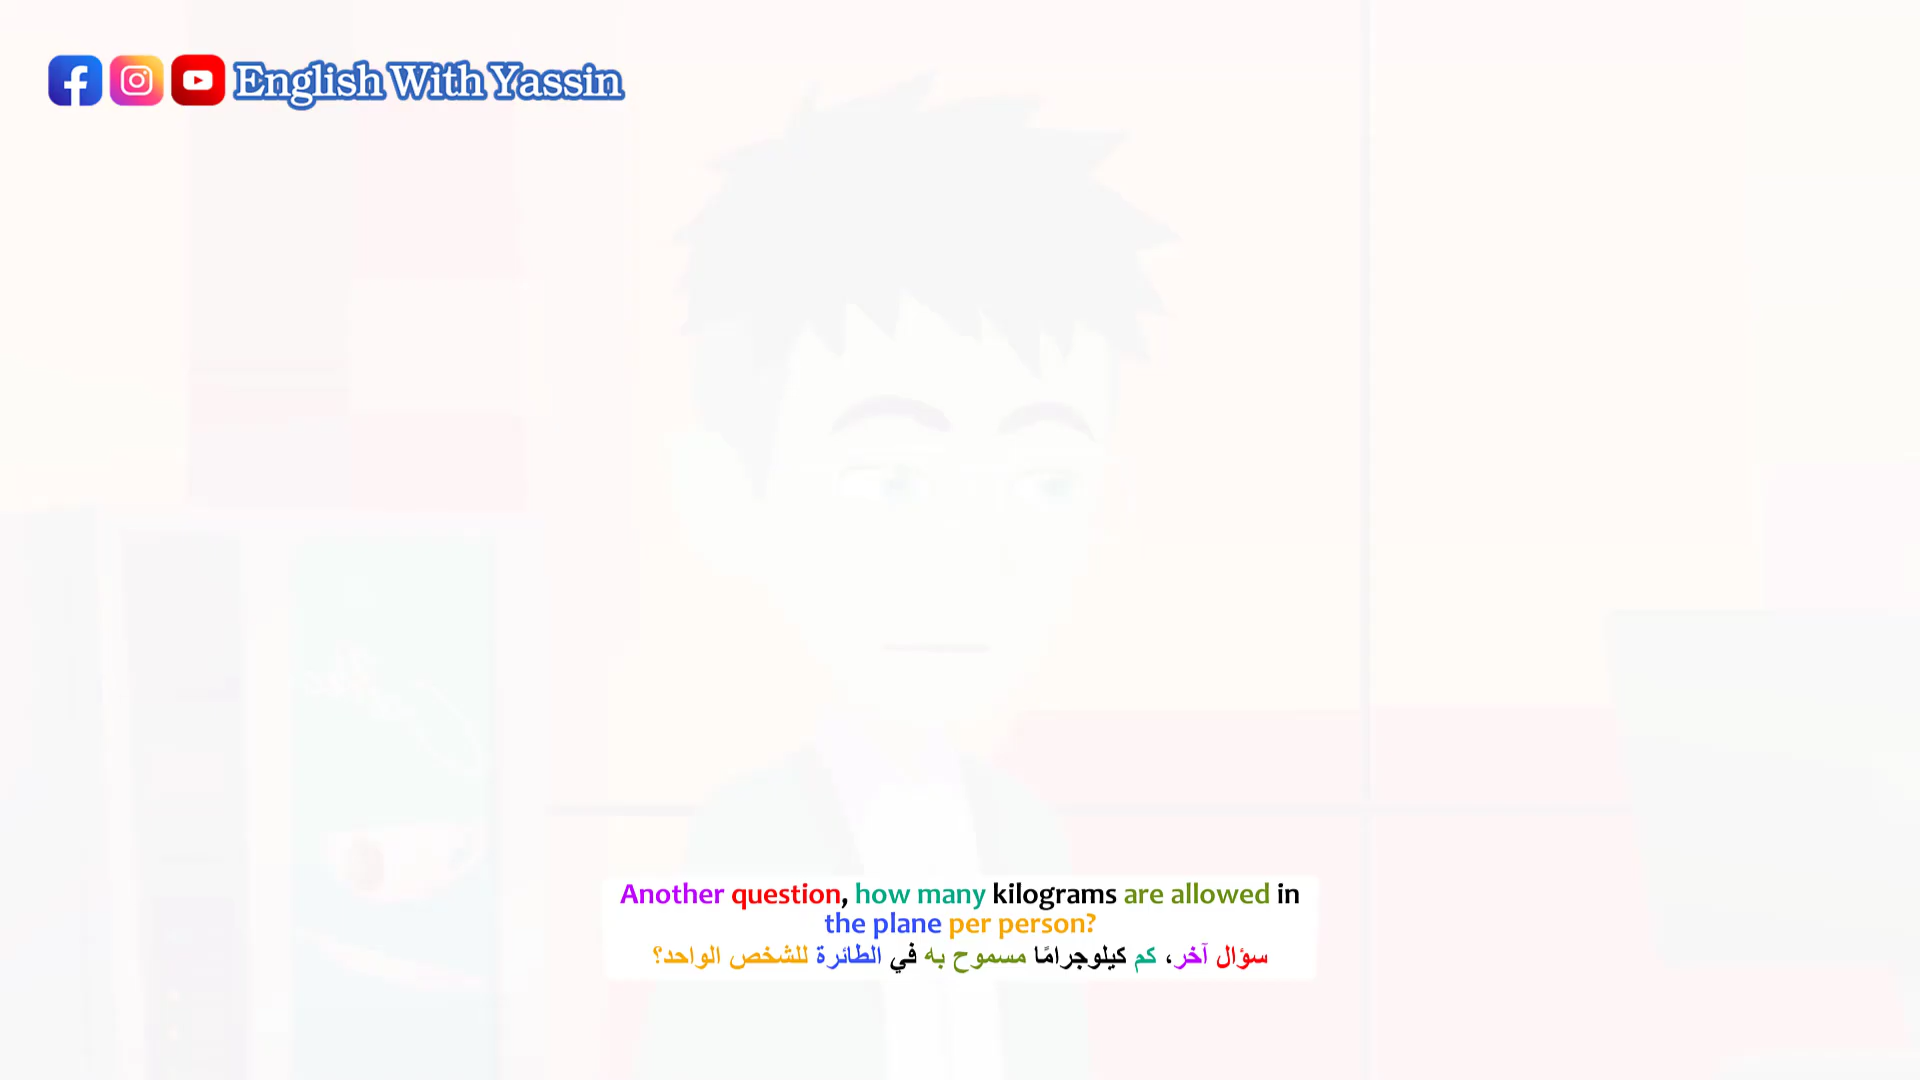 English With Yassin
Another question, how many kilograms are allowed in
the plane per person?
سؤال آخر، كم كيلوجرامًا مسموح به في الطائرة للشخص الواحد؟